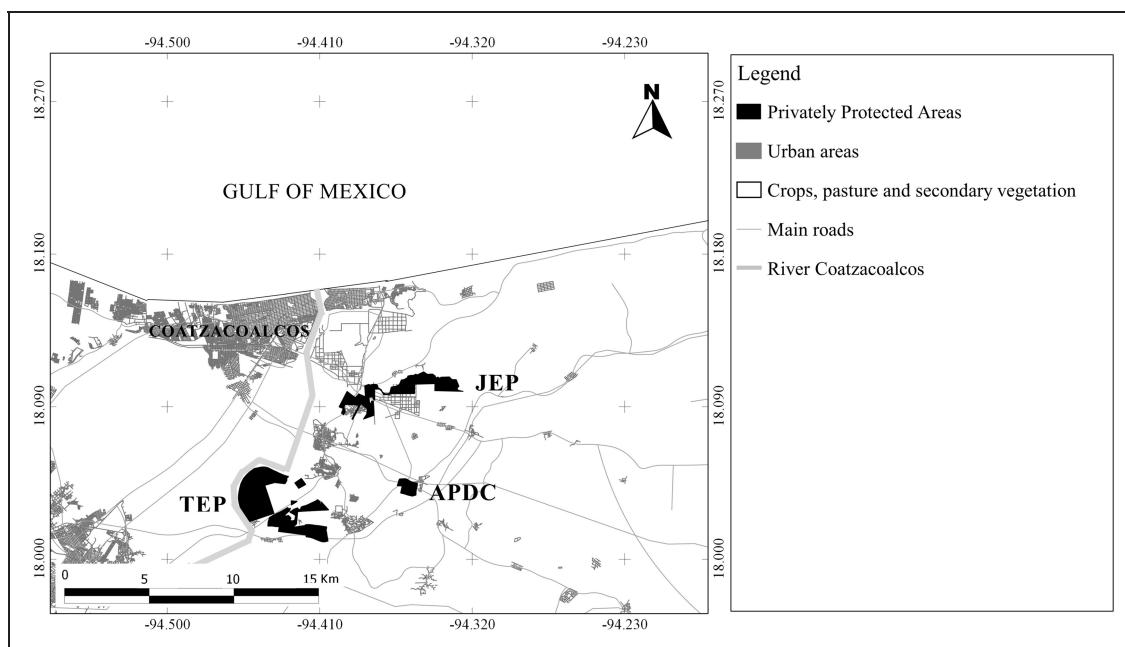 -94.500 -94.410 -94.320 -94.230
18.270 18.270
N
GULF OF MEXICO
18.180 18.180
COATZACOALCOS
JEP
18.090 18.090
TEP APDC
18.000 18.000
0 5 10 15 Km
-94.500 -94.410 -94.320 -94.230
Legend
Privately Protected Areas
Urban areas
Crops, pasture and secondary vegetation
Main roads
River Coatzacoalcos